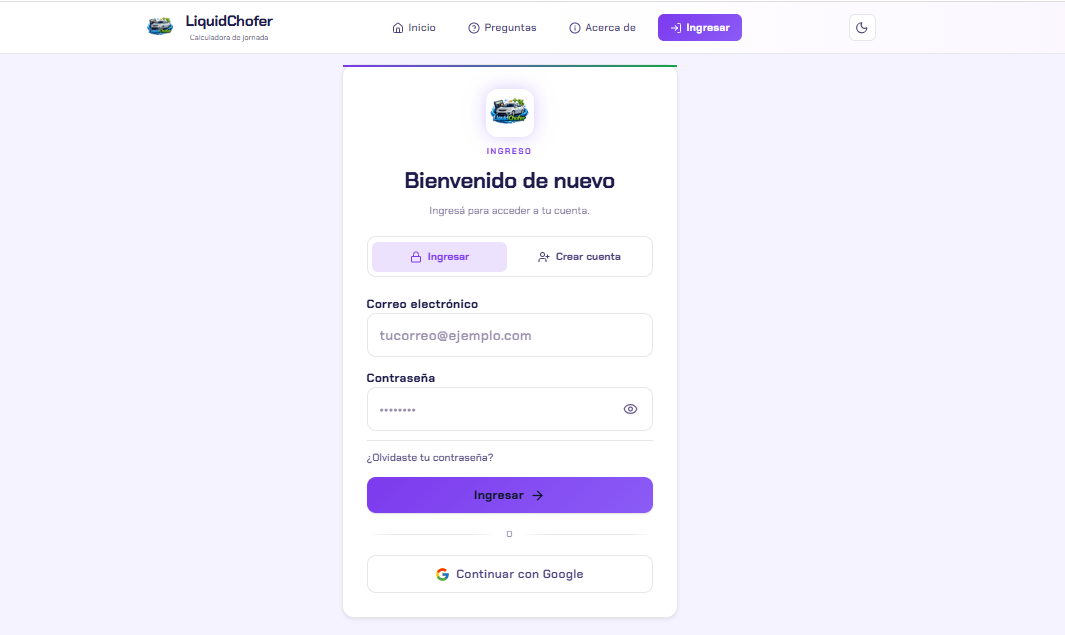 LiquidChofer
Calculadora de jornada
Inicio
Preguntas
Acerca de
Ingresar
LiquidChofer
INGRESO
Bienvenido de nuevo
Ingresá para acceder a tu cuenta.
Ingresar
Crear cuenta
Correo electrónico
tucorreo@ejemplo.com
Contraseña
••••••••
¿Olvidaste tu contraseña?
Ingresar →
O
Continuar con Google